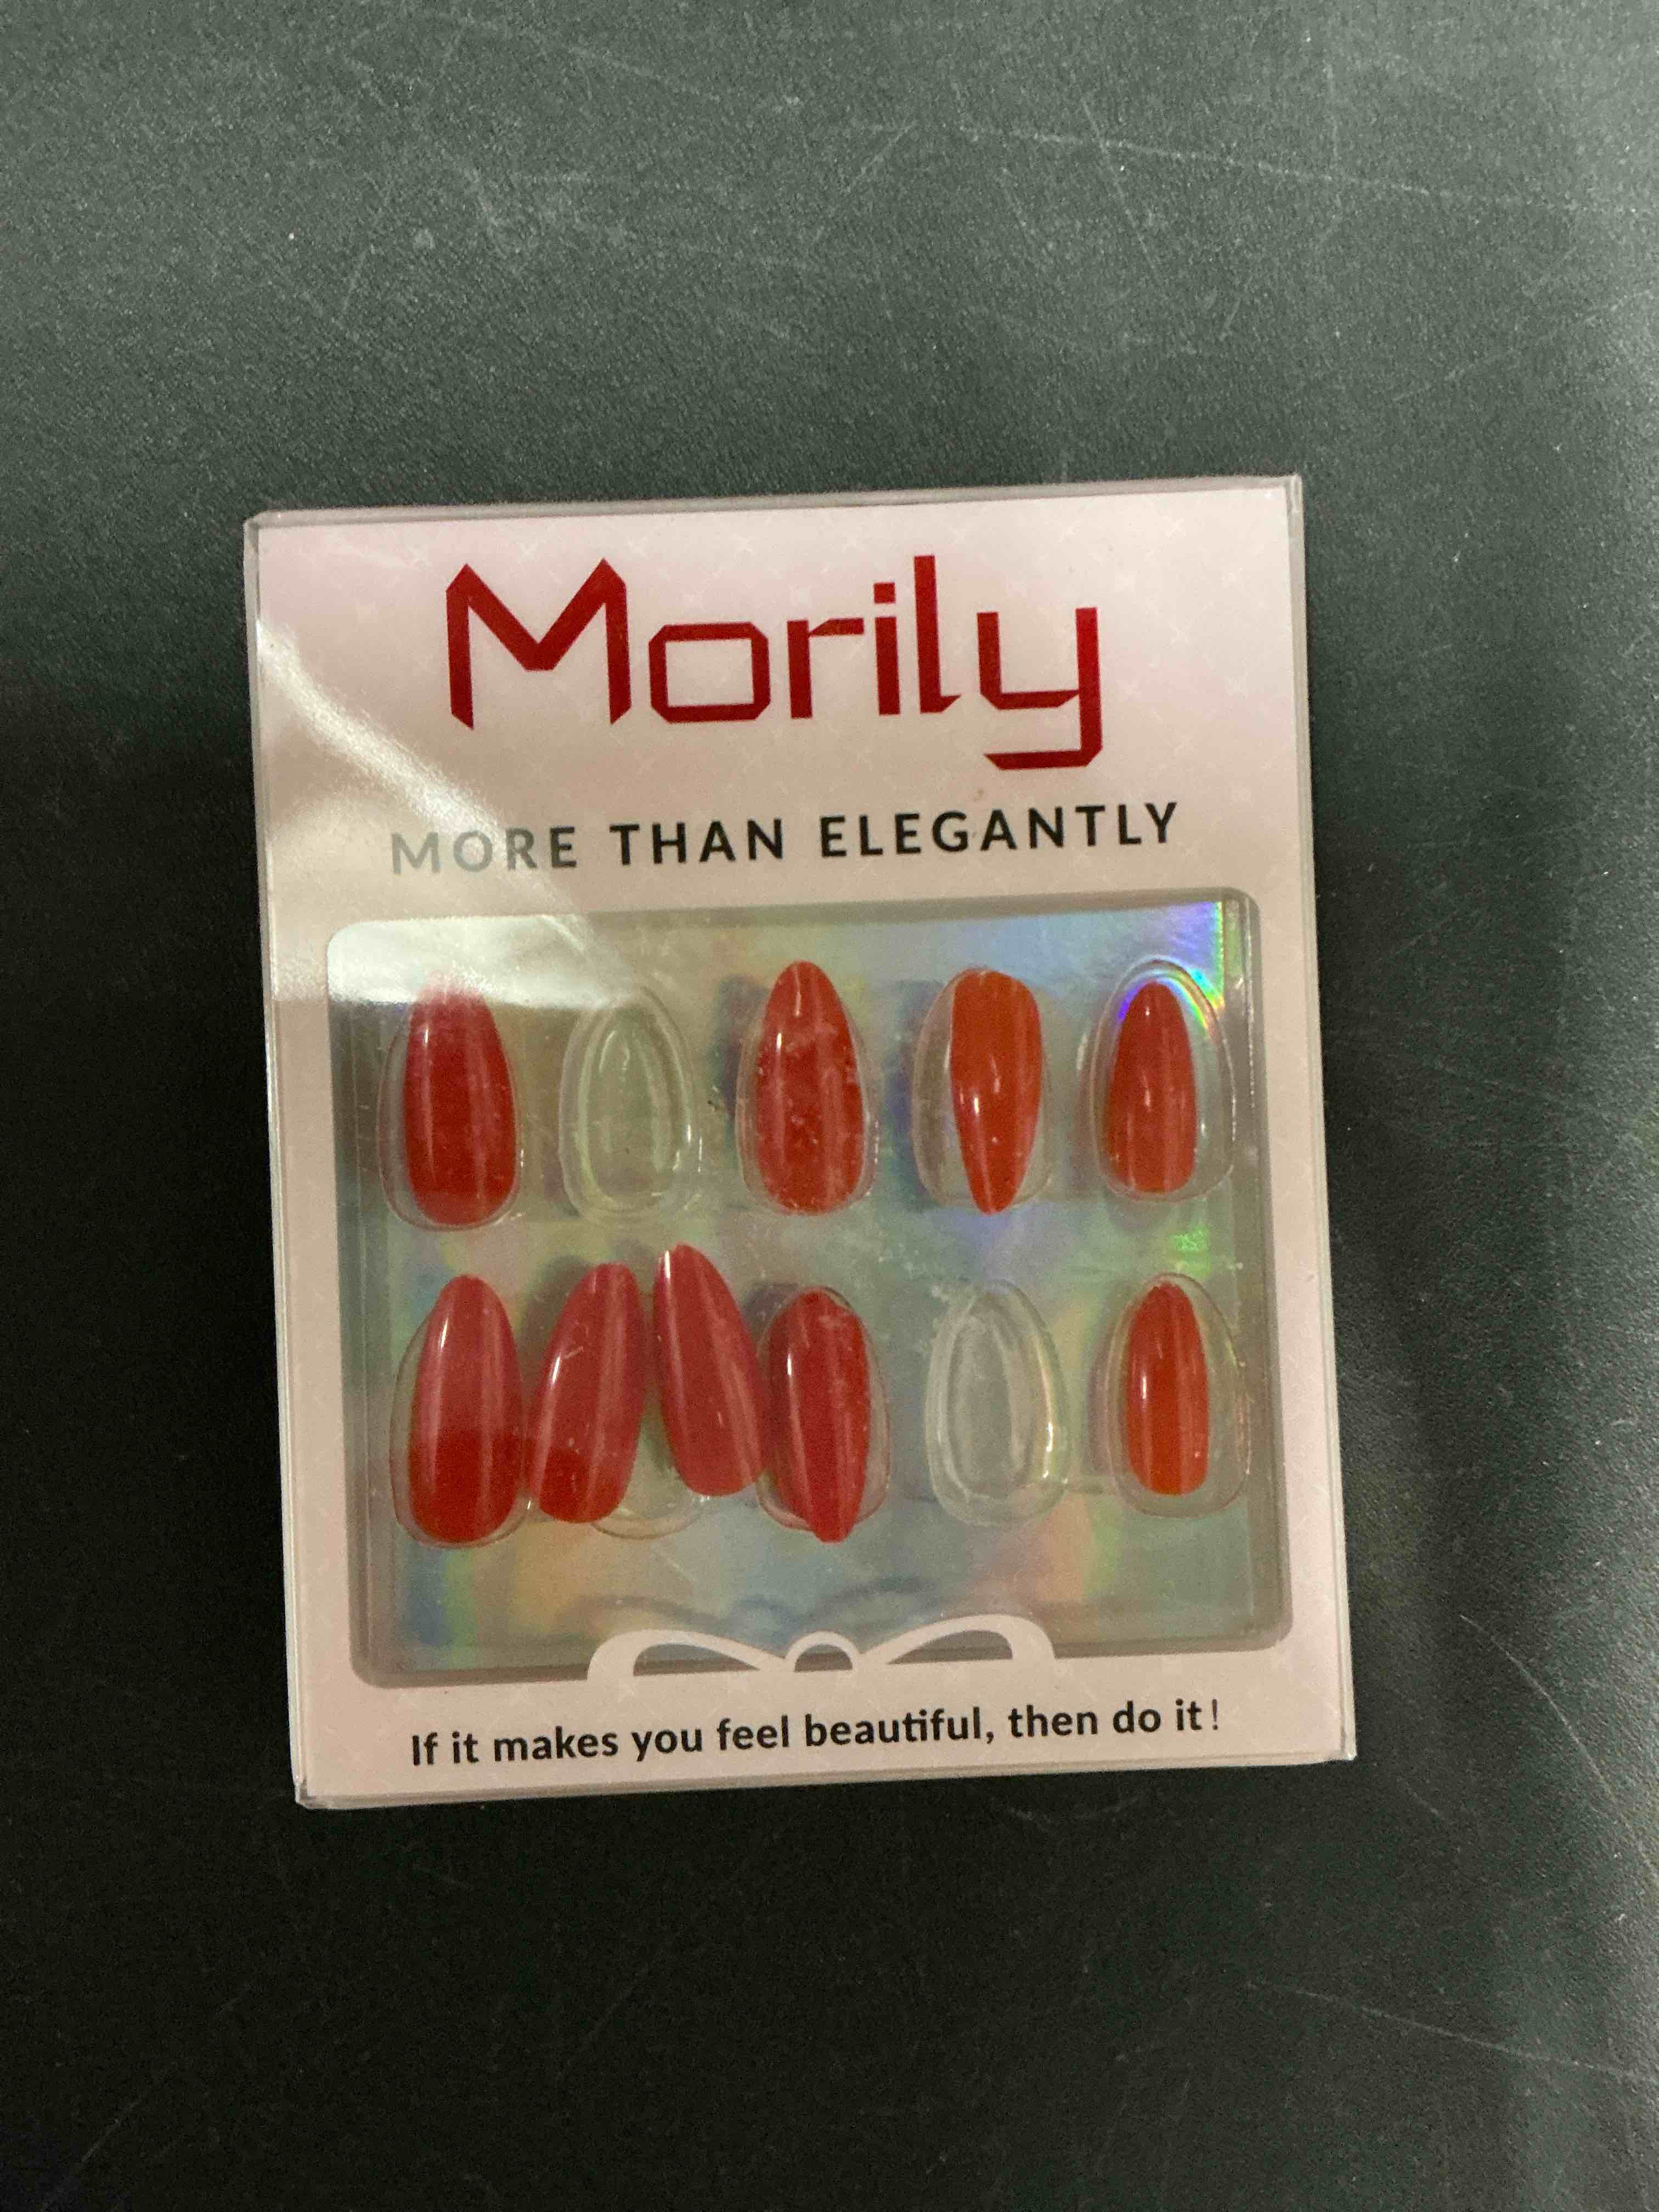 Morily
MORE THAN ELEGANTLY
If it makes you feel beautiful, then do it!